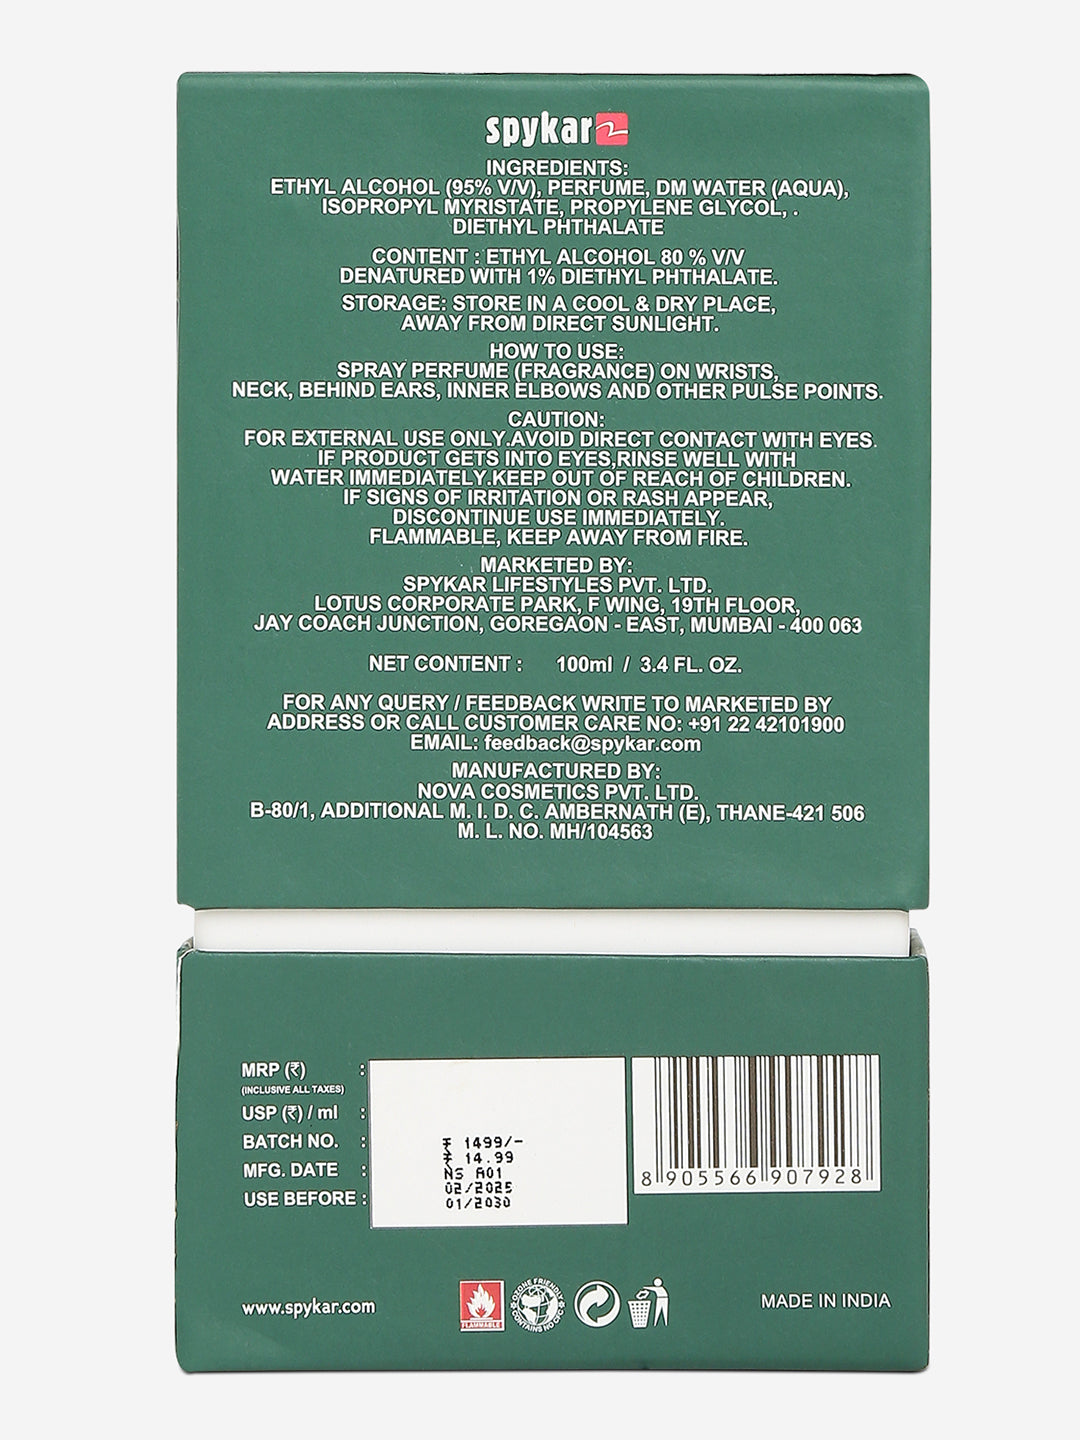 spykar
INGREDIENTS:
ETHYL ALCOHOL (95% V/V), PERFUME, DM WATER (AQUA),
ISOPROPYL MYRISTATE, PROPYLENE GLYCOL, .
DIETHYL PHTHALATE
CONTENT : ETHYL ALCOHOL 80 % V/V
DENATURED WITH 1% DIETHYL PHTHALATE.
STORAGE: STORE IN A COOL & DRY PLACE,
AWAY FROM DIRECT SUNLIGHT.
HOW TO USE:
SPRAY PERFUME (FRAGRANCE) ON WRISTS,
NECK, BEHIND EARS, INNER ELBOWS AND OTHER PULSE POINTS.
CAUTION:
FOR EXTERNAL USE ONLY.AVOID DIRECT CONTACT WITH EYES.
IF PRODUCT GETS INTO EYES,RINSE WELL WITH
WATER IMMEDIATELY.KEEP OUT OF REACH OF CHILDREN.
IF SIGNS OF IRRITATION OR RASH APPEAR,
DISCONTINUE USE IMMEDIATELY.
FLAMMABLE, KEEP AWAY FROM FIRE.
MARKETED BY:
SPYKAR LIFESTYLES PVT. LTD.
LOTUS CORPORATE PARK, F WING, 19TH FLOOR,
JAY COACH JUNCTION, GOREGAON - EAST, MUMBAI - 400 063
NET CONTENT : 100ml / 3.4 FL. OZ.
FOR ANY QUERY / FEEDBACK WRITE TO MARKETED BY
ADDRESS OR CALL CUSTOMER CARE NO: +91 22 42101900
EMAIL: feedback@spykar.com
MANUFACTURED BY:
NOVA COSMETICS PVT. LTD.
B-80/1, ADDITIONAL M. I. D. C. AMBERNATH (E), THANE-421 506
M. L. NO. MH/104563
MRP (₹) :
(INCLUSIVE ALL TAXES)
USP (₹) / ml :
BATCH NO. :
MFG. DATE :
USE BEFORE :
₹ 1499/-
₹ 14.99
NS A01
02/2025
01/2030
8 905566 907928
www.spykar.com
FLAMMABLE
OZONE FRIENDLY
CONTAINS NO CFC
MADE IN INDIA